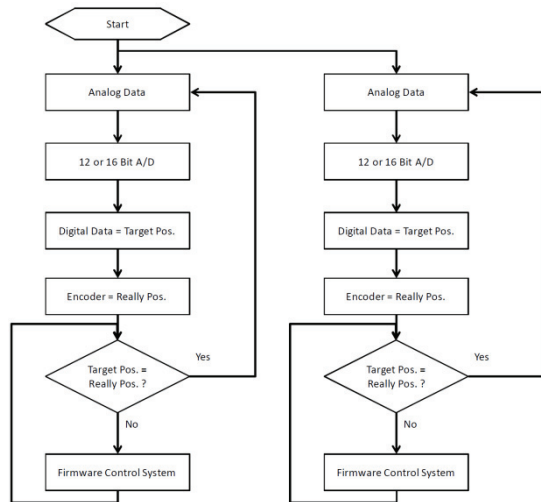 Start
Analog Data
12 or 16 Bit A/D
Digital Data = Target Pos.
Encoder = Really Pos.
Target Pos. =
Really Pos. ?
Yes
No
Firmware Control System
Analog Data
12 or 16 Bit A/D
Digital Data = Target Pos.
Encoder = Really Pos.
Target Pos. =
Really Pos. ?
Yes
No
Firmware Control System